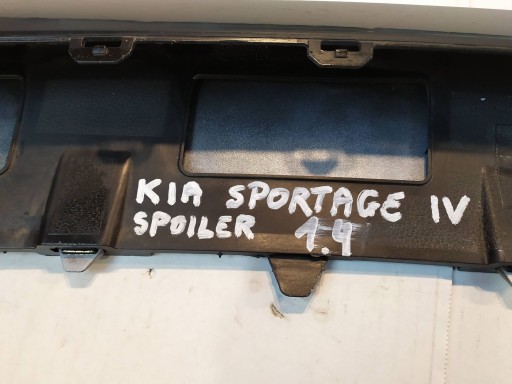 KIA SPORTAGE IV
SPOILER 1.4